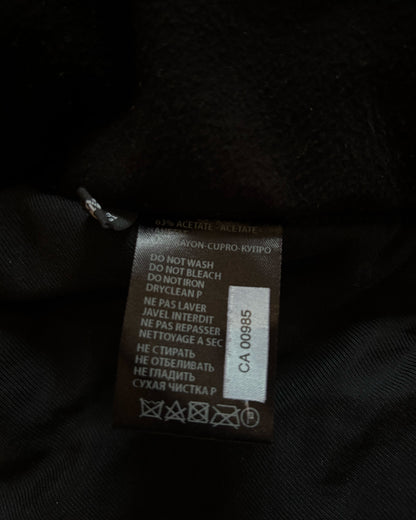 63% ACETATE - ACETATE -
AYON-CUPRO-КУПРО
DO NOT WASH
DO NOT BLEACH
DO NOT IRON
DRYCLEAN P
NE PAS LAVER
JAVEL INTERDIT
NE PAS REPASSER
NETTOYAGE A SEC
НЕ СТИРАТЬ
НЕ ОТБЕЛИВАТЬ
НЕ ГЛАДИТЬ
СУХАЯ ЧИСТКА P
P
CA 00985